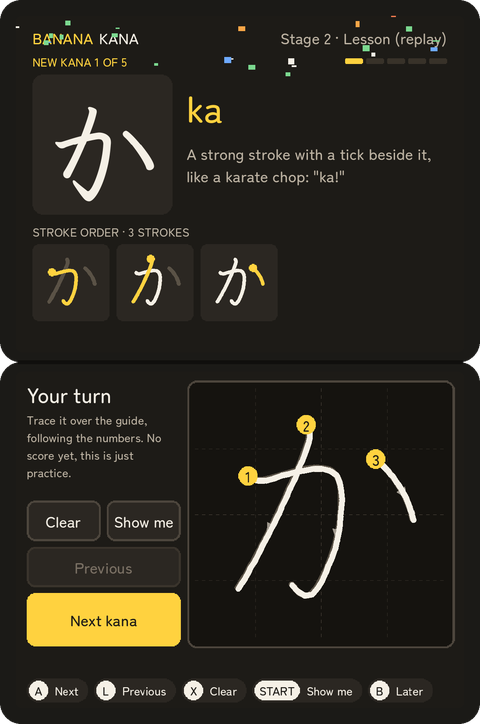 BANANA KANA
Stage 2 · Lesson (replay)
NEW KANA 1 OF 5
か
ka
A strong stroke with a tick beside it,
like a karate chop: "ka!"
STROKE ORDER · 3 STROKES
か か か
Your turn
Trace it over the guide,
following the numbers. No
score yet, this is just
practice.
Clear
Show me
Previous
Next kana
1 2 3
か
A Next
L Previous
X Clear
START Show me
B Later